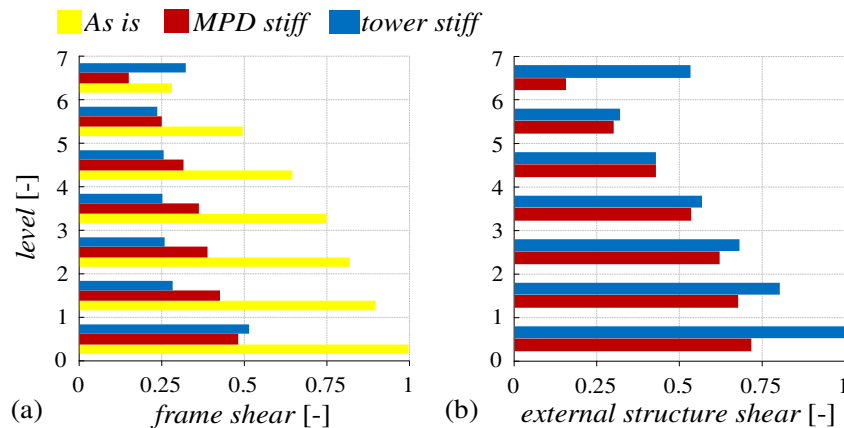 As is MPD stiff tower stiff
7
6
5
4
3
2
1
0
level [-]
0 0.25 0.5 0.75 1
(a) frame shear [-]
7
6
5
4
3
2
1
0
0 0.25 0.5 0.75 1
(b) external structure shear [-]